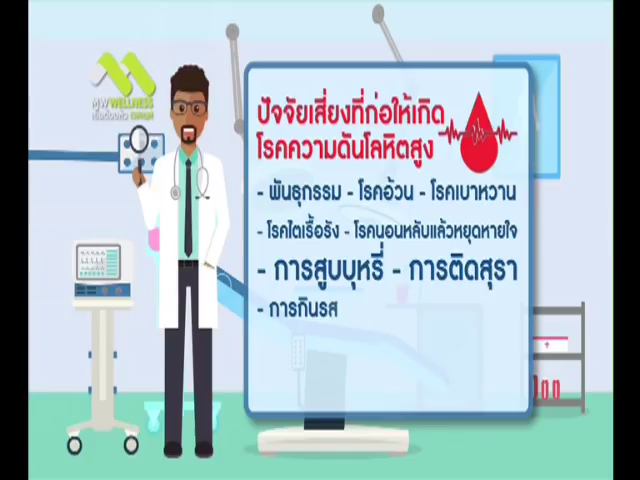 MW WELLNESS
ปัจจัยเสี่ยงที่ก่อให้เกิด
โรคความดันโลหิตสูง
- พันธุกรรม - โรคอ้วน - โรคเบาหวาน
- โรคไตเรื้อรัง - โรคนอนหลับแล้วหยุดหายใจ
- การสูบบุหรี่ - การติดสุรา
- การกินรส